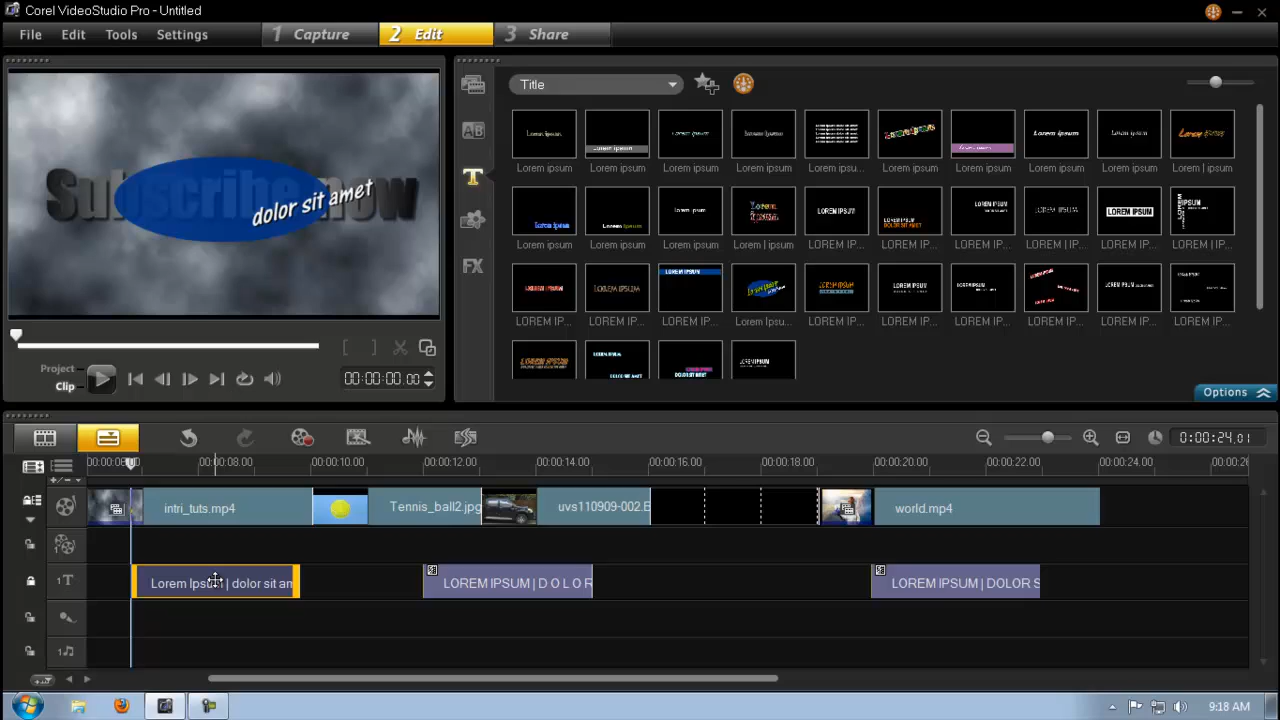 Corel VideoStudio Pro - Untitled
File Edit Tools Settings 1 Capture 2 Edit 3 Share
Subscribe now
dolor sit amet
Title
Lorem ipsum Lorem ipsum Lorem ipsum Lorem ipsum Lorem ipsu... Lorem ipsum Lorem ipsum Lorem ipsum Lorem ipsum Lorem | ipsum
Lorem ipsum Lorem ipsum Lorem ipsum Lorem | ipsum LOREM IP... LOREM IP... LOREM IP... LOREM | IP... LOREM IP... LOREM | IP...
LOREM IP... LOREM IP... LOREM IP... Lorem Ipsu... LOREM IP... LOREM IP... LOREM IP... LOREM IP... LOREM IP... LOREM IP...
AB
T
FX
Project
Clip
00:00:00.00
Options
0:00:24.01
00:00:08.00 00:00:10.00 00:00:12.00 00:00:14.00 00:00:16.00 00:00:18.00 00:00:20.00 00:00:22.00 00:00:24.00
intri_tuts.mp4 Tennis_ball2.jpg uvs110909-002.B world.mp4
1T Lorem Ipsum | dolor sit am LOREM IPSUM | D O L O R LOREM IPSUM | DOLOR S
9:18 AM